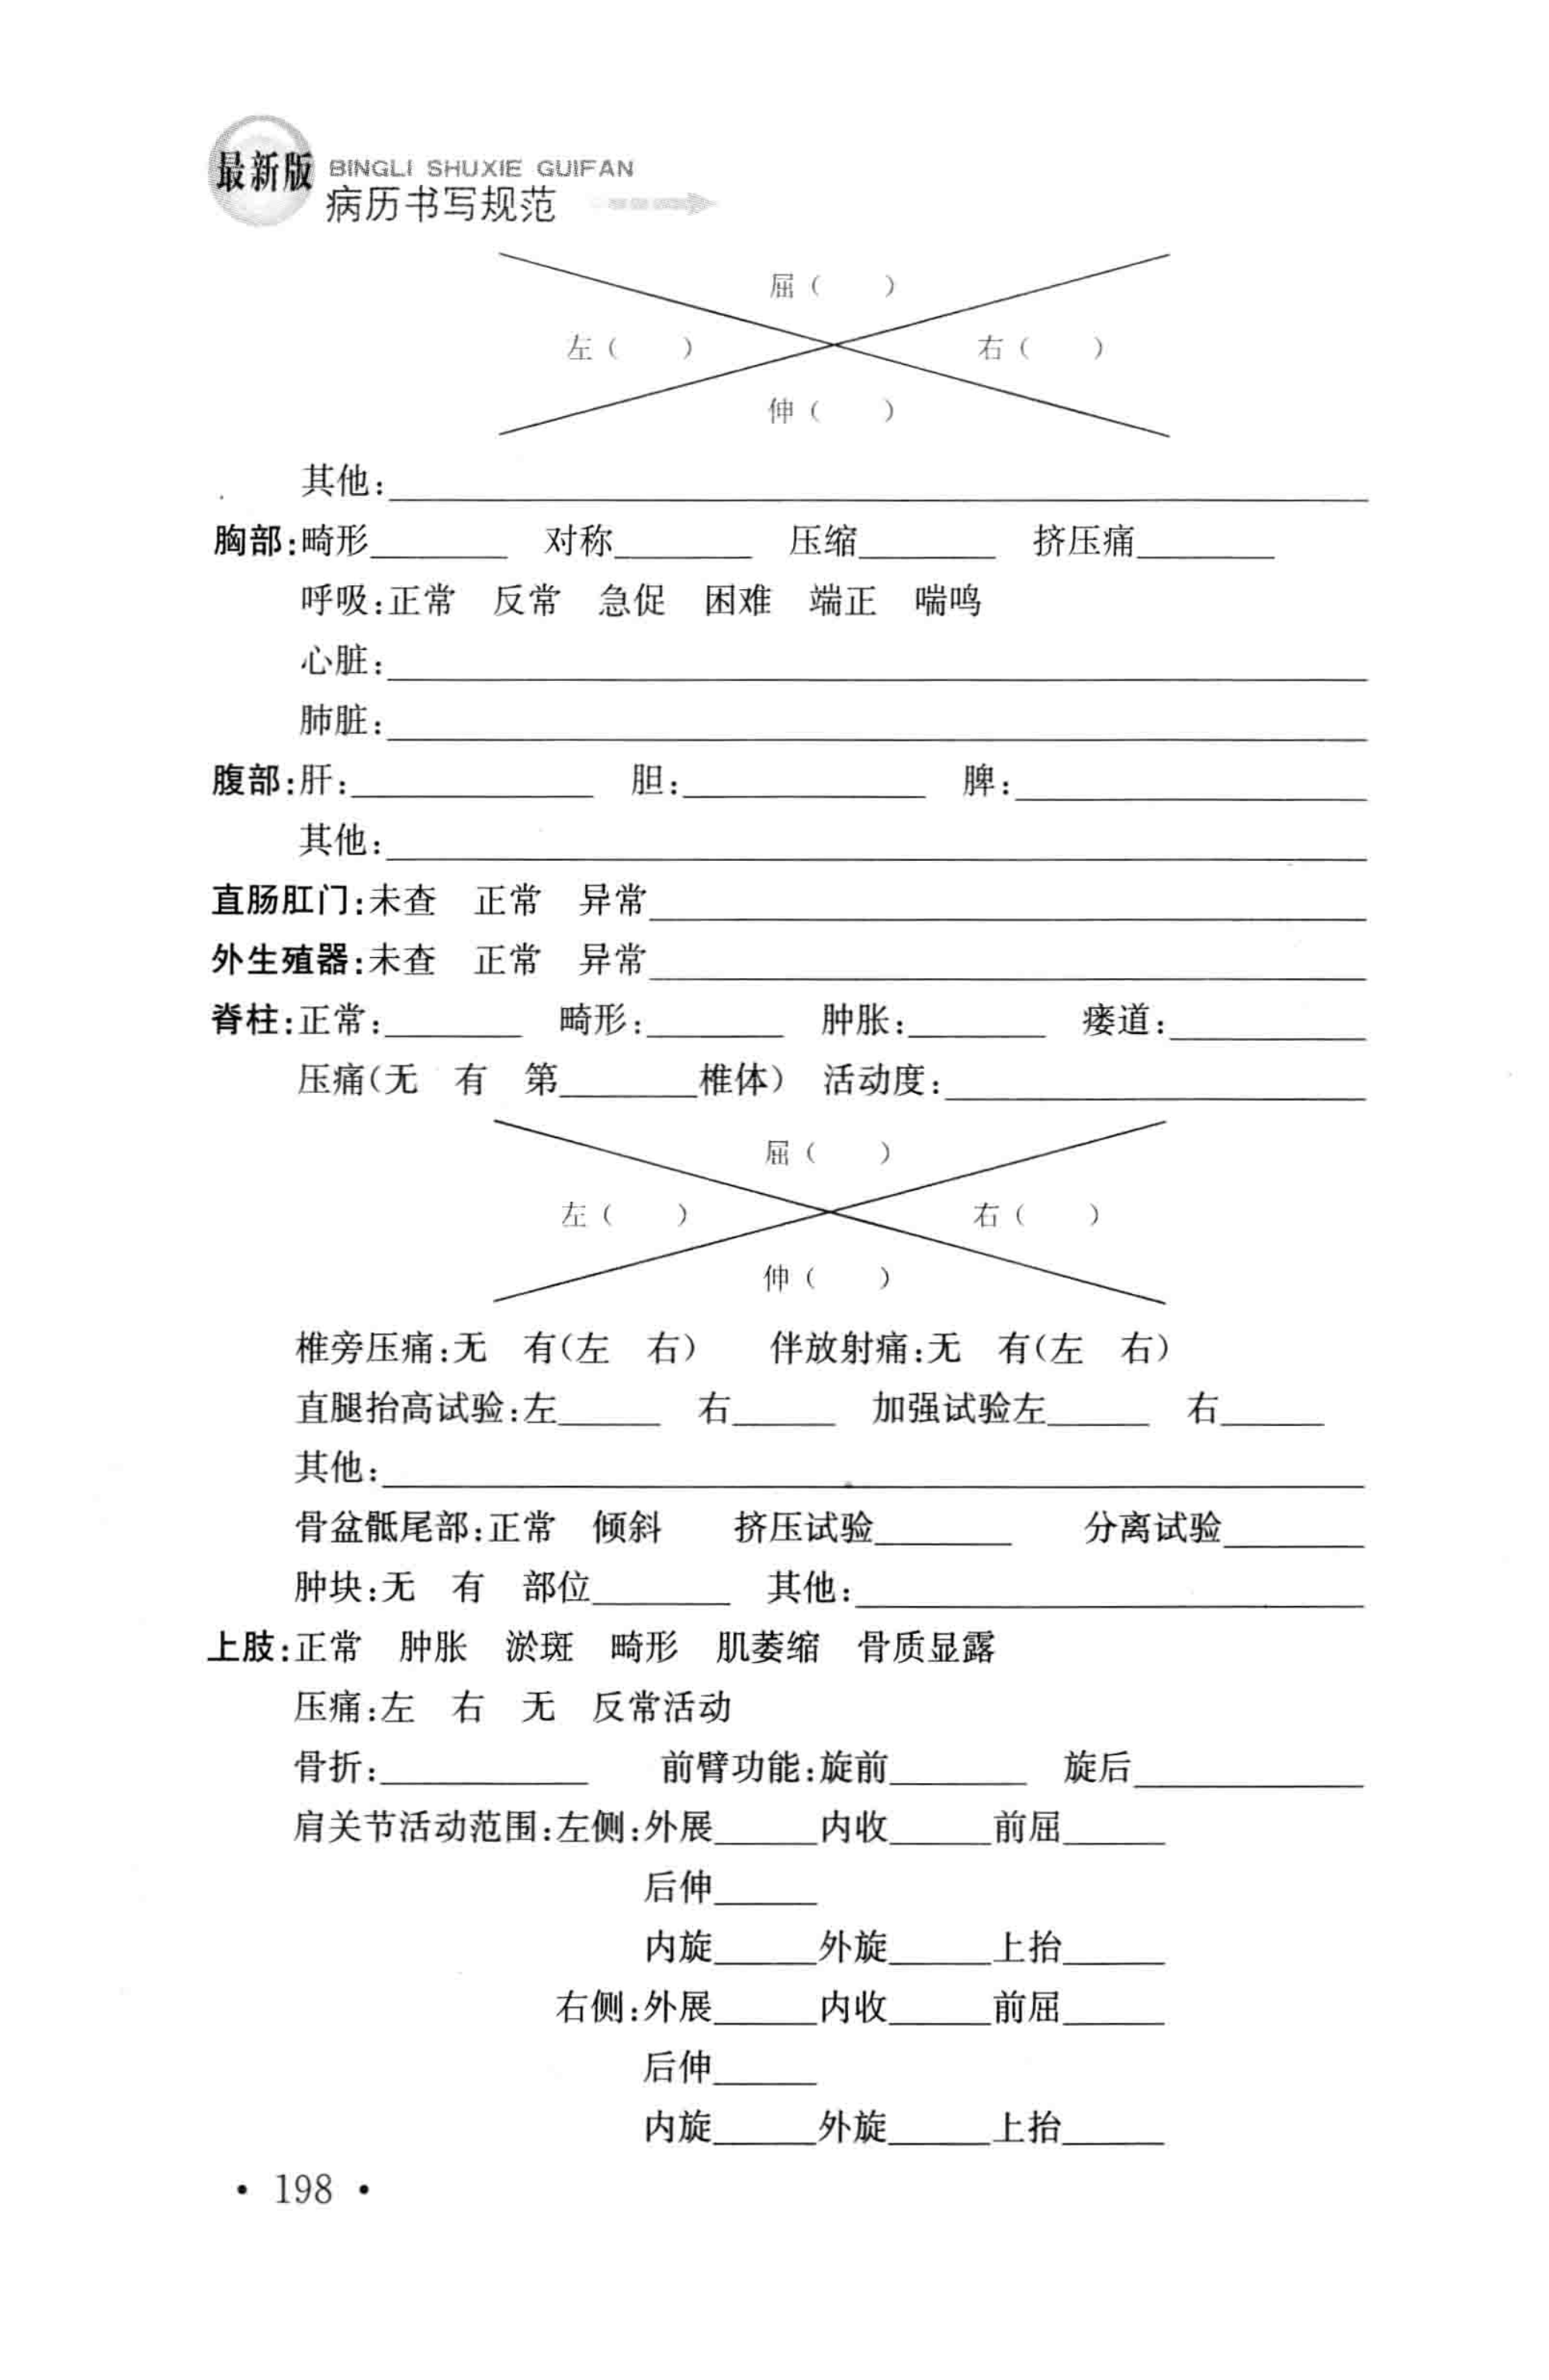 最新版 BINGLI SHUXIE GUIFAN
病历书写规范
屈（　　）
左（　　）　　右（　　）
伸（　　）
其他：________
胸部：畸形________　对称________　压缩________　挤压痛________
呼吸：正常　反常　急促　困难　端正　喘鸣
心脏：________
肺脏：________
腹部：肝：________　胆：________　脾：________
其他：________
直肠肛门：未查　正常　异常________
外生殖器：未查　正常　异常________
脊柱：正常：________　畸形：________　肿胀：________　瘘道：________
压痛（无　有　第________椎体）　活动度：________
屈（　　）
左（　　）　　右（　　）
伸（　　）
椎旁压痛：无　有（左　右）　　伴放射痛：无　有（左　右）
直腿抬高试验：左______　右______　加强试验左______　右______
其他：________
骨盆骶尾部：正常　倾斜　　挤压试验________　　分离试验________
肿块：无　有　部位________　其他：________
上肢：正常　肿胀　淤斑　畸形　肌萎缩　骨质显露
压痛：左　右　无　反常活动
骨折：________　　前臂功能：旋前________　旋后________
肩关节活动范围：左侧：外展______内收______前屈______
后伸______
内旋______外旋______上抬______
右侧：外展______内收______前屈______
后伸______
内旋______外旋______上抬______
· 198 ·